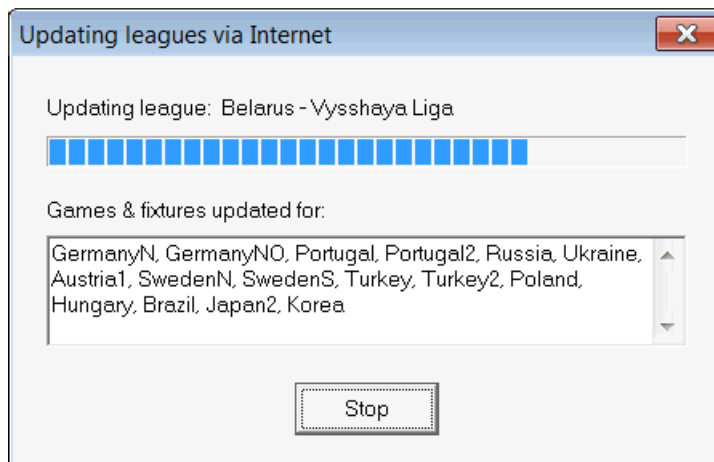 Updating leagues via Internet
Updating league: Belarus - Vysshaya Liga
Games & fixtures updated for:
GermanyN, GermanyNO, Portugal, Portugal2, Russia, Ukraine,
Austria1, SwedenN, SwedenS, Turkey, Turkey2, Poland,
Hungary, Brazil, Japan2, Korea
Stop